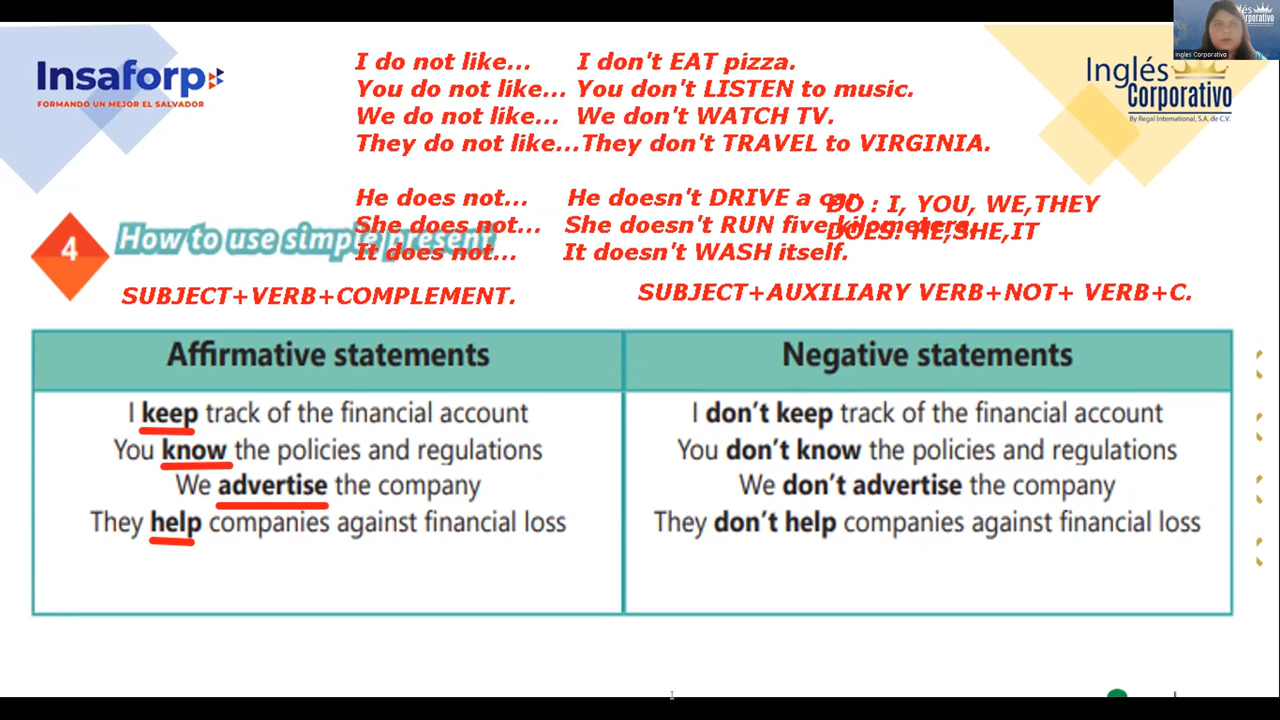 Insaforp
FORMANDO UN MEJOR EL SALVADOR
Inglés
Corporativo
By Regal International, S.A. de C.V.
Ingles Corporativo
I do not like... I don't EAT pizza.
You do not like... You don't LISTEN to music.
We do not like... We don't WATCH TV.
They do not like...They don't TRAVEL to VIRGINIA.
He does not... He doesn't DRIVE a car
She does not... She doesn't RUN five kilometers.
It does not... It doesn't WASH itself.
DO : I, YOU, WE,THEY
DOES: HE,SHE,IT
4 How to use simple present
SUBJECT+VERB+COMPLEMENT.
SUBJECT+AUXILIARY VERB+NOT+ VERB+C.
Affirmative statements
I keep track of the financial account
You know the policies and regulations
We advertise the company
They help companies against financial loss
Negative statements
I don't keep track of the financial account
You don't know the policies and regulations
We don't advertise the company
They don't help companies against financial loss